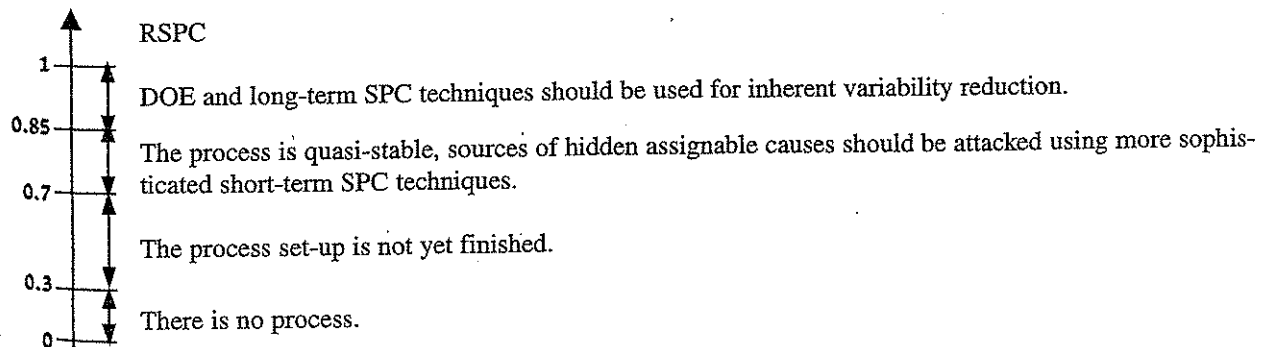 RSPC
1
DOE and long-term SPC techniques should be used for inherent variability reduction.
0.85
The process is quasi-stable, sources of hidden assignable causes should be attacked using more sophis-
ticated short-term SPC techniques.
0.7
The process set-up is not yet finished.
0.3
There is no process.
0